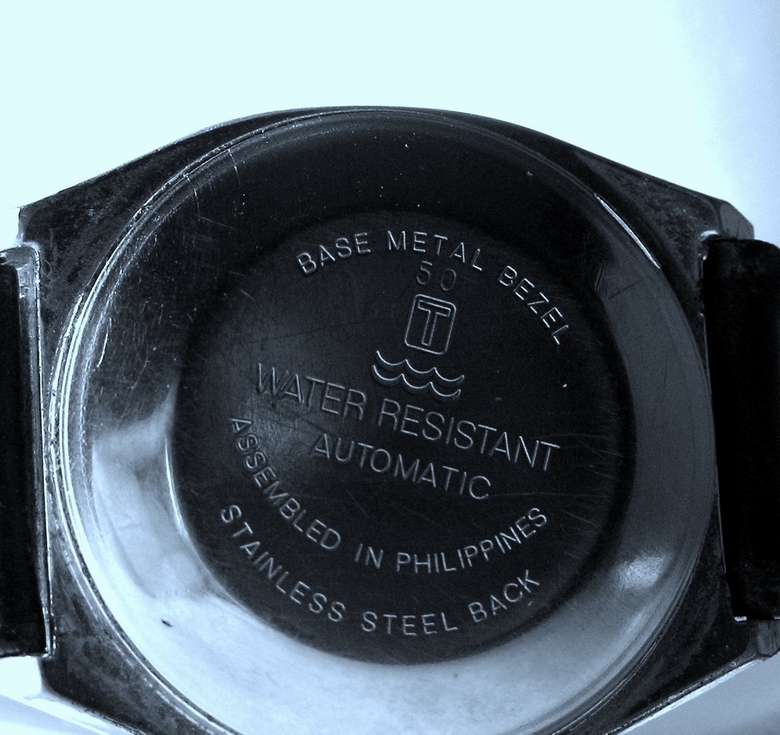 BASE METAL BEZEL
50
T
WATER RESISTANT
AUTOMATIC
ASSEMBLED IN PHILIPPINES
STAINLESS STEEL BACK